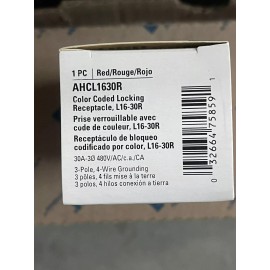 1 PC | Red/Rouge/Rojo
AHCL1630R
Color Coded Locking
Receptacle, L16-30R
Prise verrouillable avec
code de couleur, L16-30R
Receptáculo de bloqueo
codificado por color, L16-30R
30A-3Ø 480V/AC/c.a./CA
3-Pole, 4-Wire Grounding
3 pôles, 4 fils mise à la terre
3 polos, 4 hilos conexión a tierra
0 32664 75859 1